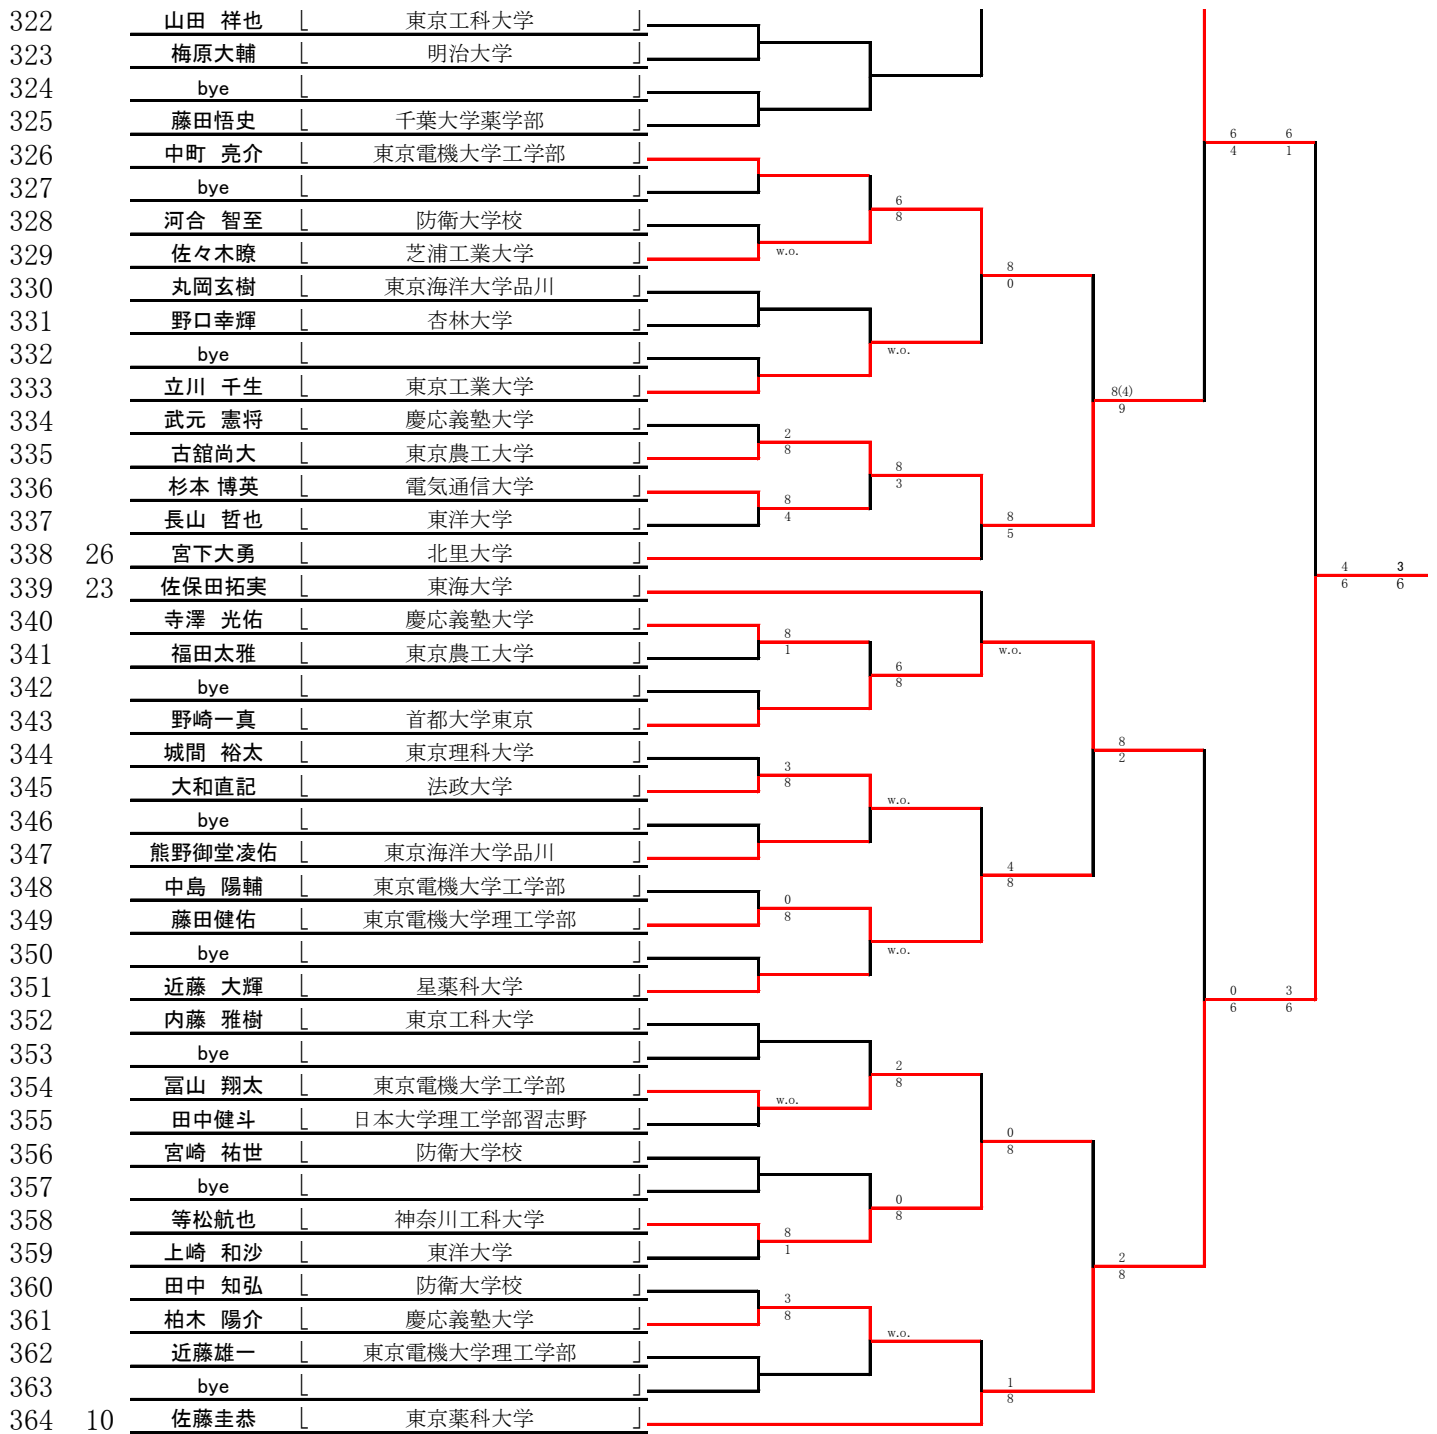 322 山田 祥也 ［ 東京工科大学 ］
323 梅原大輔 ［ 明治大学 ］
324 bye ［ ］
325 藤田悟史 ［ 千葉大学薬学部 ］
6 6
4 1
326 中町 亮介 ［ 東京電機大学工学部 ］
327 bye ［ ］
6
8
328 河合 智至 ［ 防衛大学校 ］
329 佐々木瞭 ［ 芝浦工業大学 ］ w.o.
8
0
330 丸岡玄樹 ［ 東京海洋大学品川 ］
331 野口幸輝 ［ 杏林大学 ］
332 bye ［ ］ w.o.
333 立川 千生 ［ 東京工業大学 ］
8(4)
9
334 武元 憲将 ［ 慶応義塾大学 ］
2
8
335 古舘尚大 ［ 東京農工大学 ］
8
3
336 杉本 博英 ［ 電気通信大学 ］
8
4
337 長山 哲也 ［ 東洋大学 ］
8
5
338 26 宮下大勇 ［ 北里大学 ］
4 3
6 6
339 23 佐保田拓実 ［ 東海大学 ］
340 寺澤 光佑 ［ 慶応義塾大学 ］
8
1
341 福田太雅 ［ 東京農工大学 ］ w.o.
6
8
342 bye ［ ］
343 野崎一真 ［ 首都大学東京 ］
8
2
344 城間 裕太 ［ 東京理科大学 ］
3
8
345 大和直記 ［ 法政大学 ］
w.o.
346 bye ［ ］
347 熊野御堂凌佑 ［ 東京海洋大学品川 ］
4
8
348 中島 陽輔 ［ 東京電機大学工学部 ］
0
8
349 藤田健佑 ［ 東京電機大学理工学部 ］
350 bye ［ ］ w.o.
351 近藤 大輝 ［ 星薬科大学 ］
0 3
6 6
352 内藤 雅樹 ［ 東京工科大学 ］
353 bye ［ ］
2
8
354 冨山 翔太 ［ 東京電機大学工学部 ］
w.o.
355 田中健斗 ［ 日本大学理工学部習志野 ］
0
8
356 宮崎 祐世 ［ 防衛大学校 ］
357 bye ［ ］
0
8
358 等松航也 ［ 神奈川工科大学 ］
8
1
359 上崎 和沙 ［ 東洋大学 ］
2
8
360 田中 知弘 ［ 防衛大学校 ］
3
8
361 柏木 陽介 ［ 慶応義塾大学 ］
w.o.
362 近藤雄一 ［ 東京電機大学理工学部 ］
363 bye ［ ］
1
8
364 10 佐藤圭恭 ［ 東京薬科大学 ］